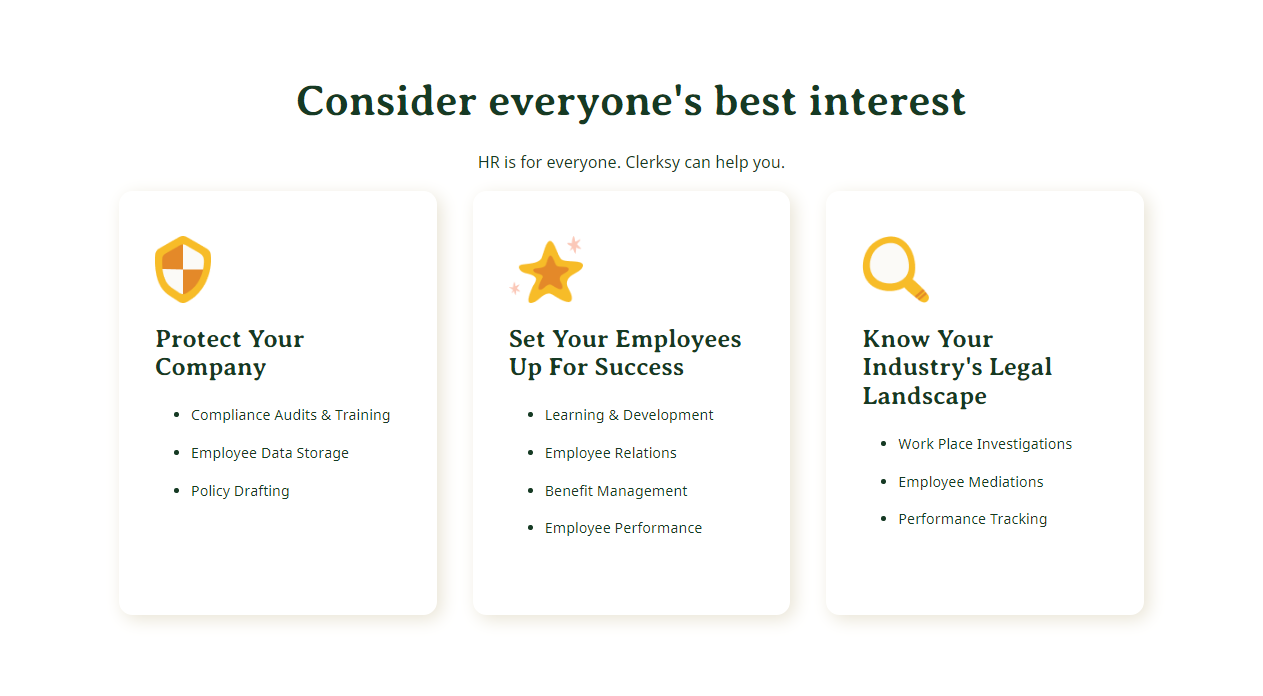 Consider everyone's best interest
HR is for everyone. Clerksy can help you.
Protect Your
Company
• Compliance Audits & Training
• Employee Data Storage
• Policy Drafting
Set Your Employees
Up For Success
• Learning & Development
• Employee Relations
• Benefit Management
• Employee Performance
Know Your
Industry's Legal
Landscape
• Work Place Investigations
• Employee Mediations
• Performance Tracking